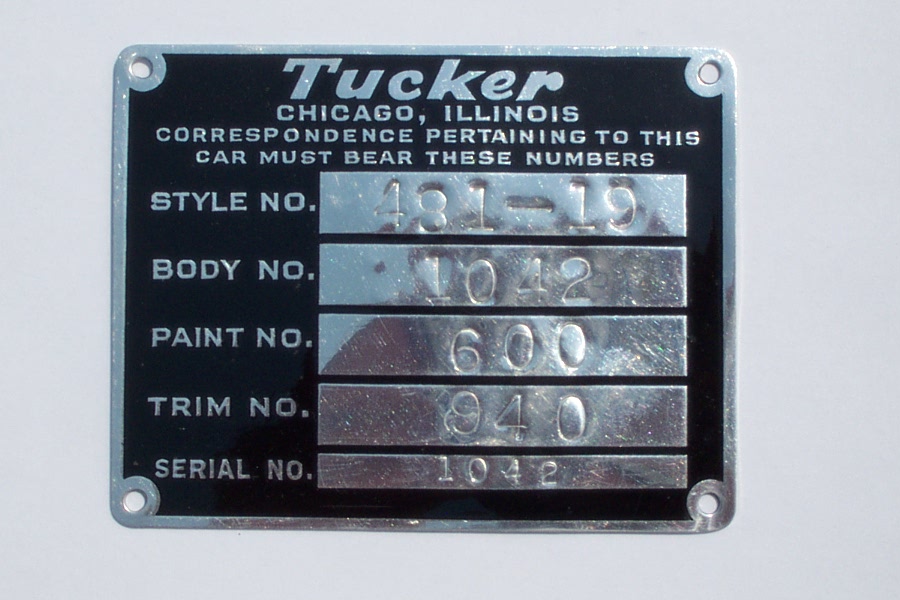 Tucker
CHICAGO, ILLINOIS
CORRESPONDENCE PERTAINING TO THIS
CAR MUST BEAR THESE NUMBERS
STYLE NO. 481-19
BODY NO. 1042
PAINT NO. 600
TRIM NO. 940
SERIAL NO. 1042